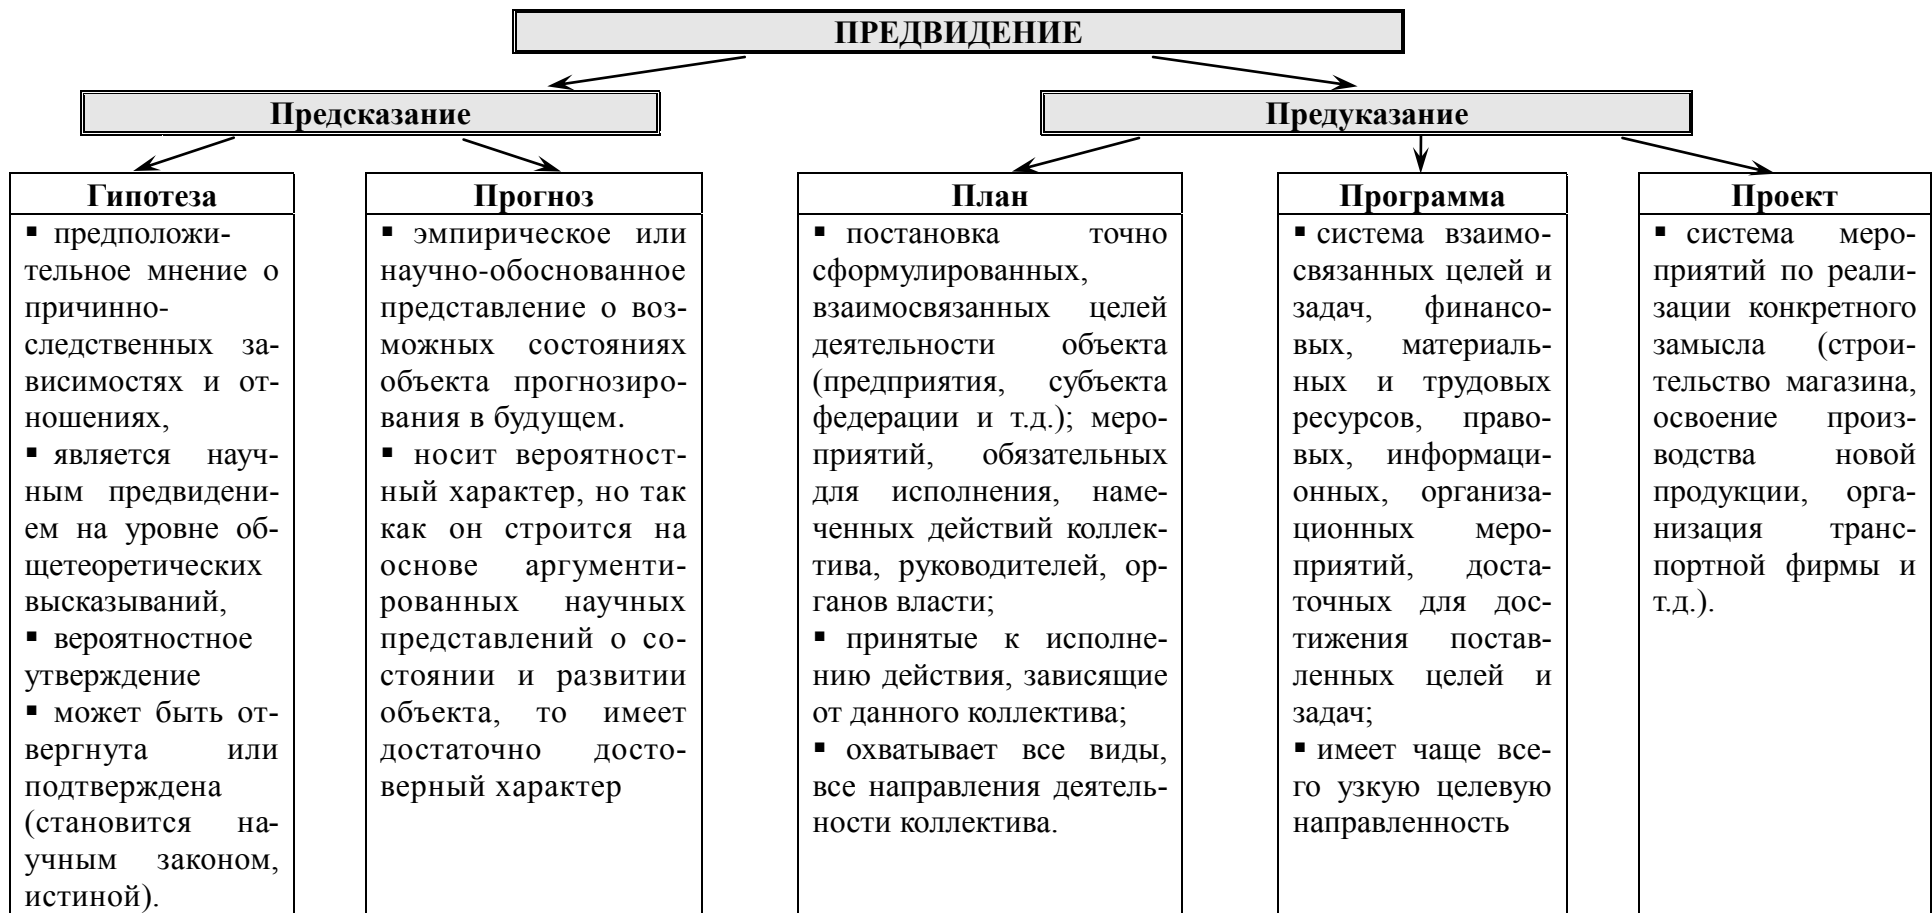 ПРЕДВИДЕНИЕ
Предсказание
Предуказание
Гипотеза
▪ предположи-
тельное мнение о
причинно-
следственных за-
висимостях и от-
ношениях,
▪ является науч-
ным предвидени-
ем на уровне об-
щетеоретических
высказываний,
▪ вероятностное
утверждение
▪ может быть от-
вергнута или
подтверждена
(становится на-
учным законом,
истиной).
Прогноз
▪ эмпирическое или
научно-обоснованное
представление о воз-
можных состояниях
объекта прогнозиро-
вания в будущем.
▪ носит вероятност-
ный характер, но так
как он строится на
основе аргументи-
рованных научных
представлений о со-
стоянии и развитии
объекта, то имеет
достаточно досто-
верный характер
План
▪ постановка точно
сформулированных,
взаимосвязанных целей
деятельности объекта
(предприятия, субъекта
федерации и т.д.); меро-
приятий, обязательных
для исполнения, наме-
ченных действий коллек-
тива, руководителей, ор-
ганов власти;
▪ принятые к исполне-
нию действия, зависящие
от данного коллектива;
▪ охватывает все виды,
все направления деятель-
ности коллектива.
Программа
▪ система взаимо-
связанных целей и
задач, финансо-
вых, материаль-
ных и трудовых
ресурсов, право-
вых, информаци-
онных, организа-
ционных меро-
приятий, доста-
точных для дос-
тижения постав-
ленных целей и
задач;
▪ имеет чаще все-
го узкую целевую
направленность
Проект
▪ система меро-
приятий по реали-
зации конкретного
замысла (строи-
тельство магазина,
освоение произ-
водства новой
продукции, орга-
низация транс-
портной фирмы и
т.д.).